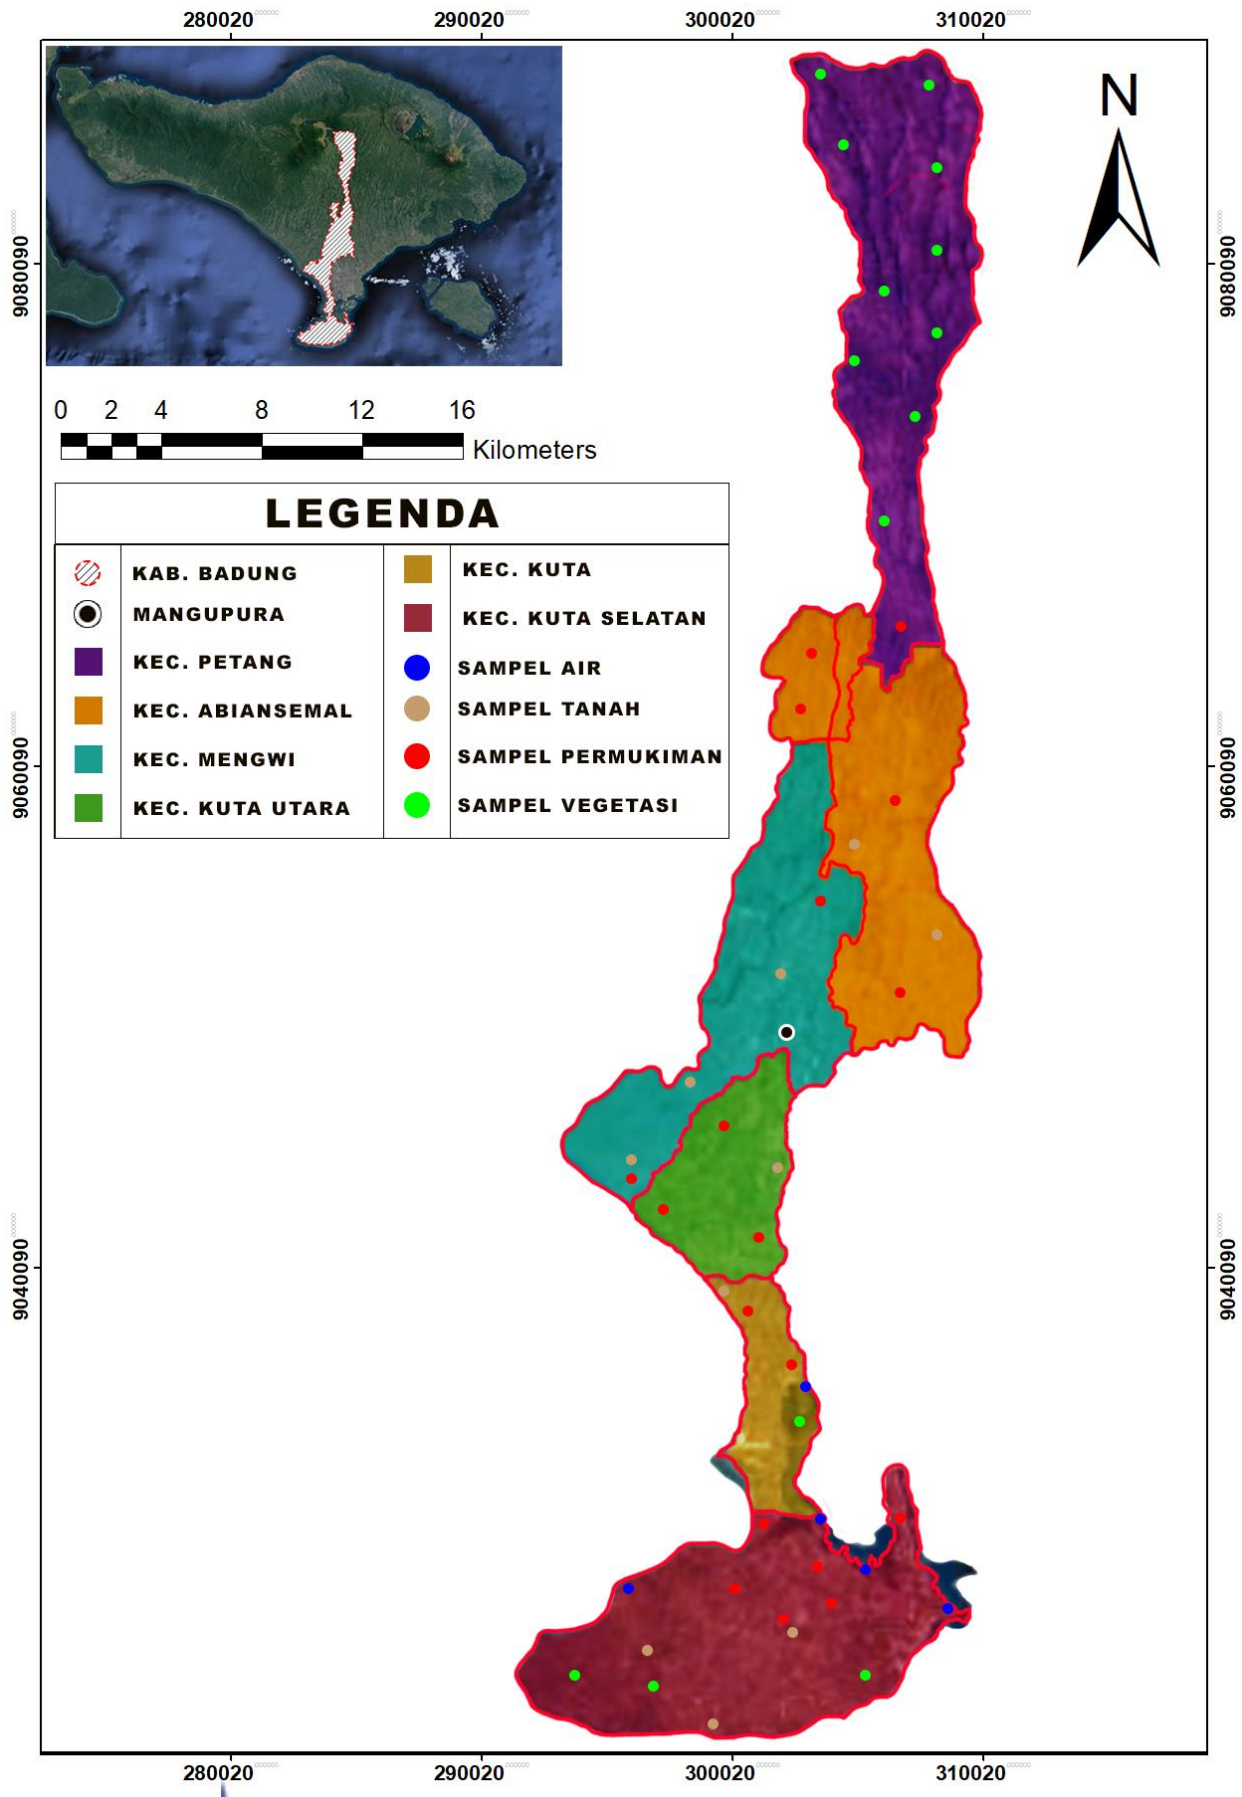 280020 290020 300020 310020
N
9080090 9080090
0 2 4 8 12 16
Kilometers
LEGENDA
KAB. BADUNG
MANGUPURA
KEC. PETANG
KEC. ABIANSEMAL
KEC. MENGWI
KEC. KUTA UTARA
KEC. KUTA
KEC. KUTA SELATAN
SAMPEL AIR
SAMPEL TANAH
SAMPEL PERMUKIMAN
SAMPEL VEGETASI
9060090 9060090
9040090 9040090
280020 290020 300020 310020